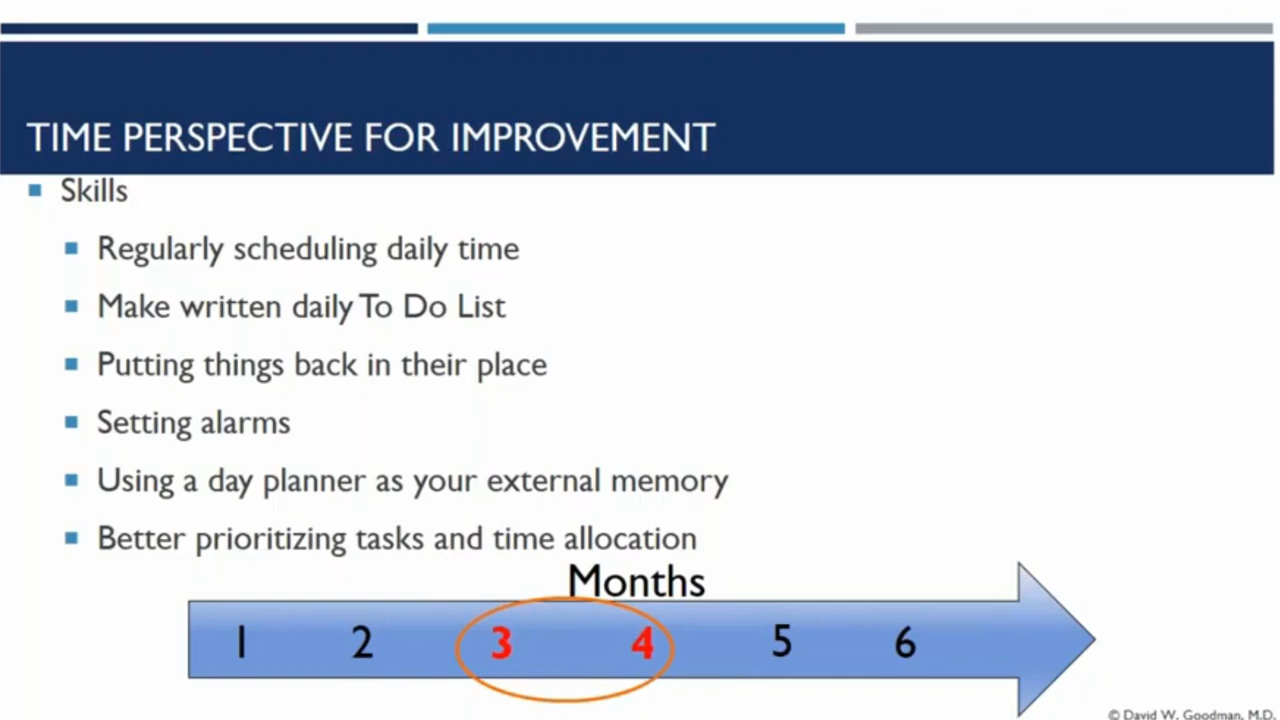 TIME PERSPECTIVE FOR IMPROVEMENT
Skills
Regularly scheduling daily time
Make written daily To Do List
Putting things back in their place
Setting alarms
Using a day planner as your external memory
Better prioritizing tasks and time allocation
Months
1 2 3 4 5 6
© David W. Goodman, M.D.